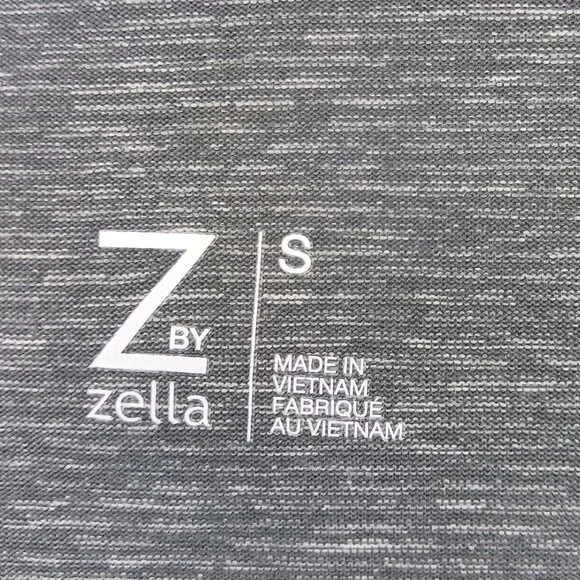 Z BY
zella
S
MADE IN
VIETNAM
FABRIQUÉ
AU VIETNAM